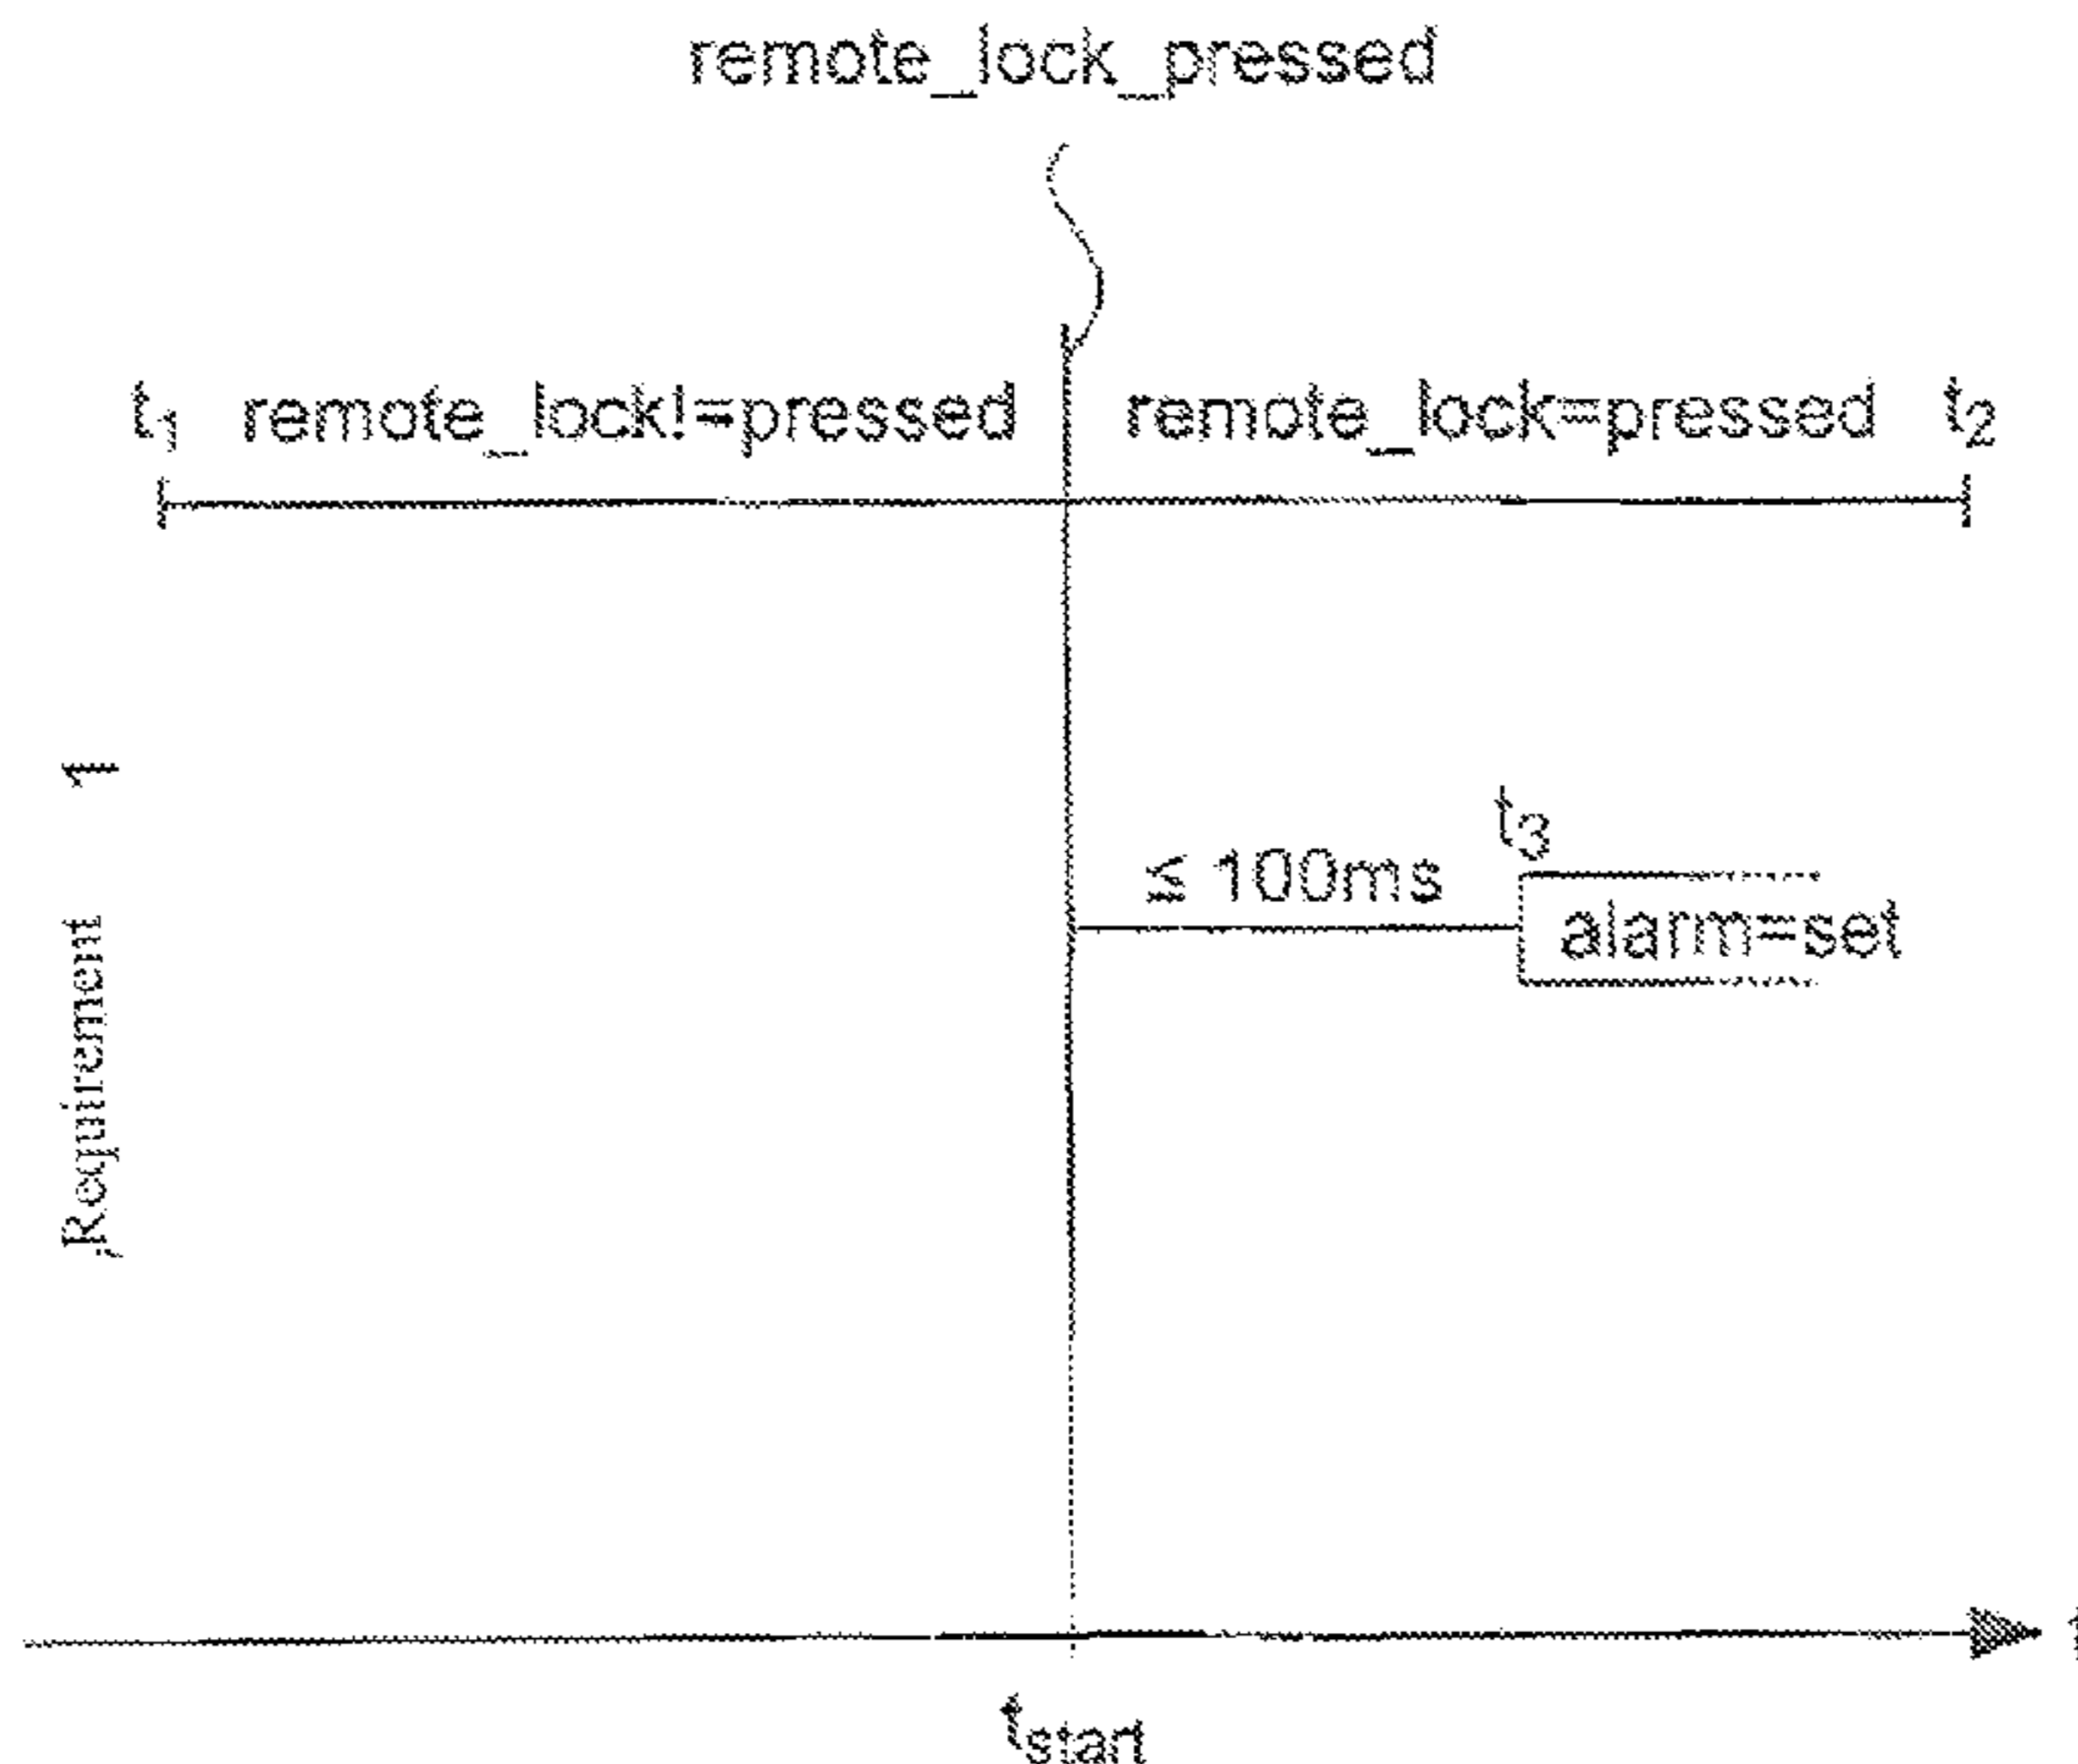 remote_lock_pressed
t1 remote_lock!=pressed remote_lock=pressed t2
Requirement 1
t3
≤ 100ms
alarm=set
t
tstart